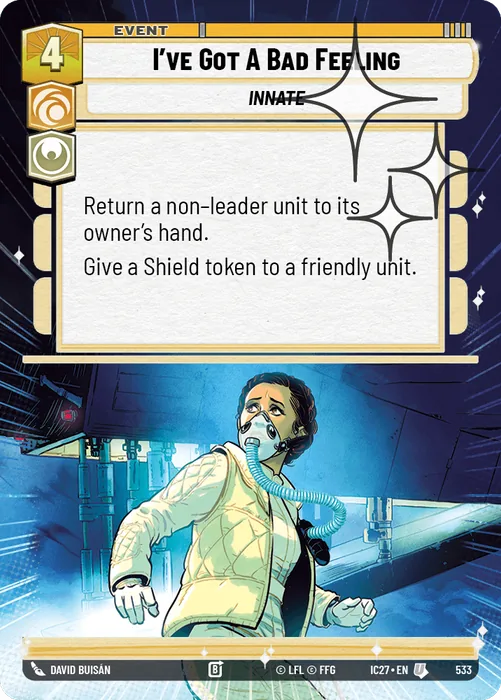 EVENT
4
I've Got A Bad Feeling
INNATE
Return a non-leader unit to its
owner's hand.
Give a Shield token to a friendly unit.
DAVID BUISÁN
B
© LFL © FFG
IC27 • EN
533